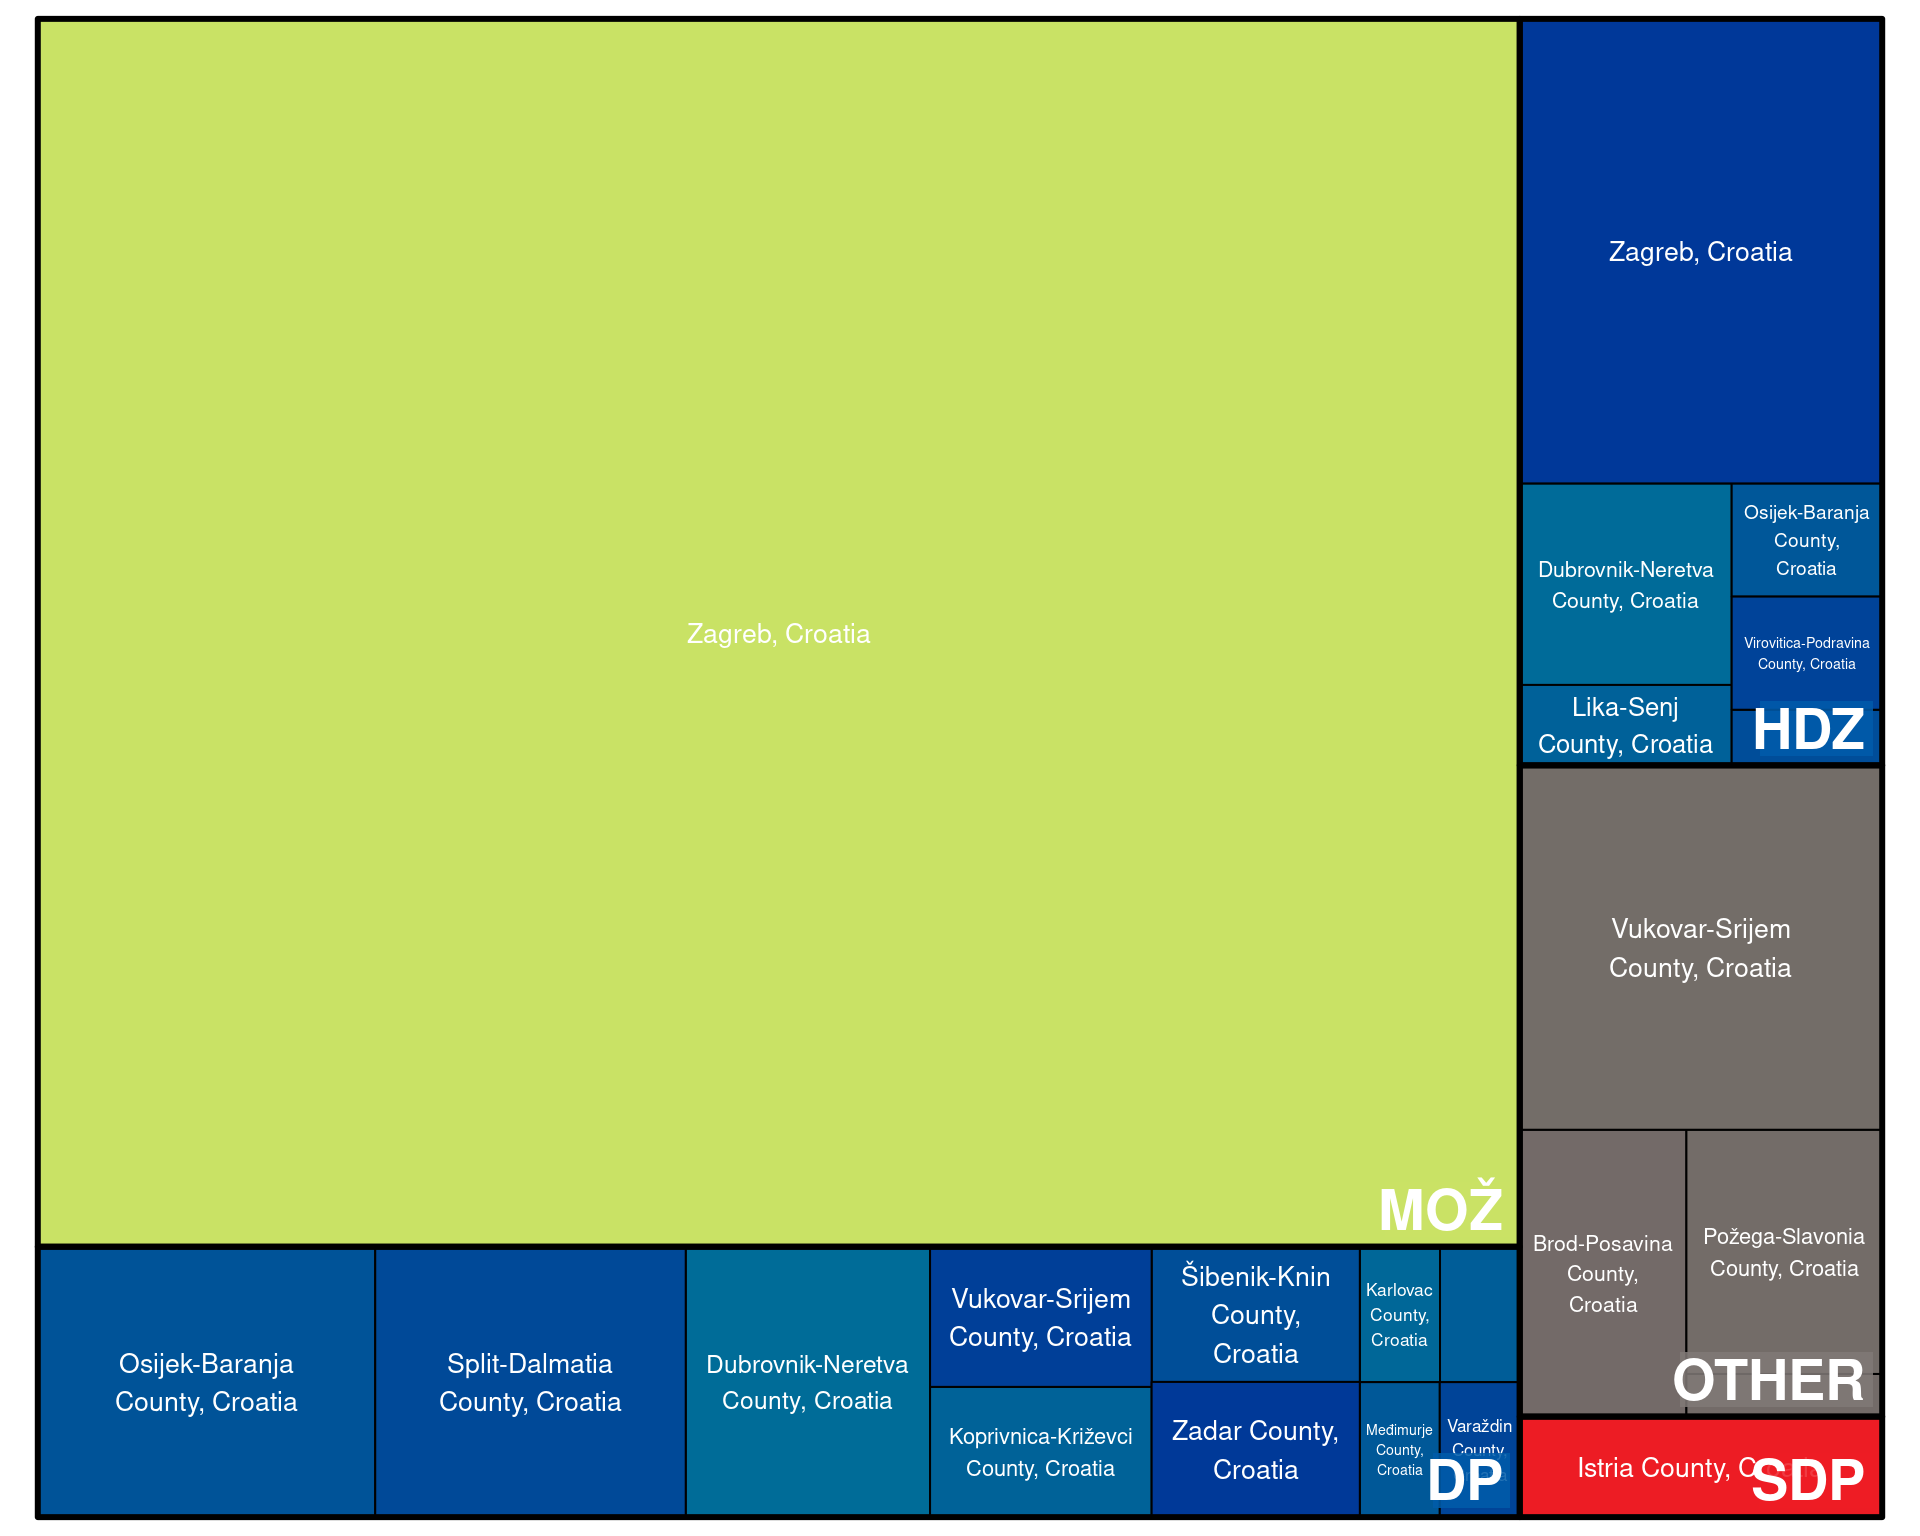 Zagreb, Croatia
MOŽ
Zagreb, Croatia
Dubrovnik-Neretva
County, Croatia
Osijek-Baranja
County,
Croatia
Virovitica-Podravina
County, Croatia
Lika-Senj
County, Croatia
HDZ
Vukovar-Srijem
County, Croatia
Brod-Posavina
County,
Croatia
Požega-Slavonia
County, Croatia
OTHER
Osijek-Baranja
County, Croatia
Split-Dalmatia
County, Croatia
Dubrovnik-Neretva
County, Croatia
Vukovar-Srijem
County, Croatia
Koprivnica-Križevci
County, Croatia
Šibenik-Knin
County,
Croatia
Zadar County,
Croatia
Karlovac
County,
Croatia
Međimurje
County,
Croatia
Varaždin
County,
DP
Istria County,
SDP